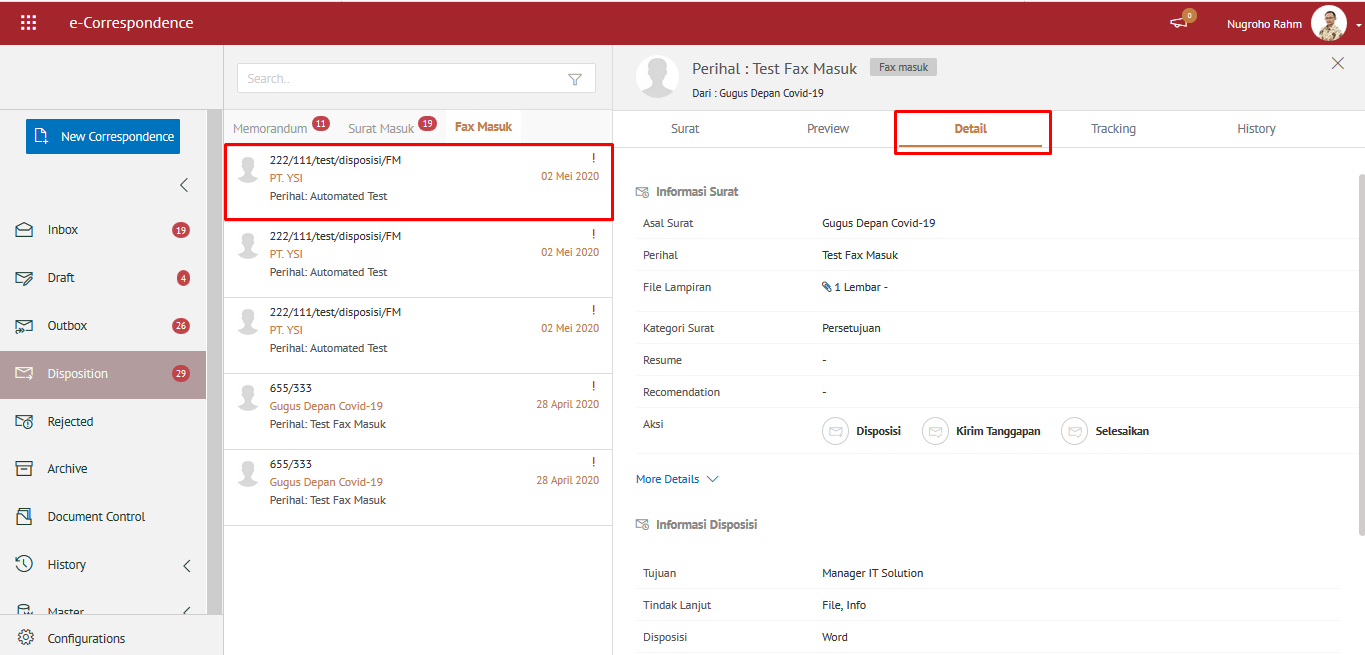 e-Correspondence
0
Nugroho Rahm
New Correspondence
Inbox 19
Draft 4
Outbox 26
Disposition 29
Rejected
Archive
Document Control
History
Master
Configurations
Search..
Memorandum 11 Surat Masuk 19 Fax Masuk
222/111/test/disposisi/FM !
PT. YSI 02 Mei 2020
Perihal: Automated Test
222/111/test/disposisi/FM !
PT. YSI 02 Mei 2020
Perihal: Automated Test
222/111/test/disposisi/FM !
PT. YSI 02 Mei 2020
Perihal: Automated Test
655/333 !
Gugus Depan Covid-19 28 April 2020
Perihal: Test Fax Masuk
655/333 !
Gugus Depan Covid-19 28 April 2020
Perihal: Test Fax Masuk
Perihal : Test Fax Masuk Fax masuk
Dari : Gugus Depan Covid-19
Surat Preview Detail Tracking History
Informasi Surat
Asal Surat Gugus Depan Covid-19
Perihal Test Fax Masuk
File Lampiran 1 Lembar -
Kategori Surat Persetujuan
Resume -
Recomendation -
Aksi Disposisi Kirim Tanggapan Selesaikan
More Details
Informasi Disposisi
Tujuan Manager IT Solution
Tindak Lanjut File, Info
Disposisi Word